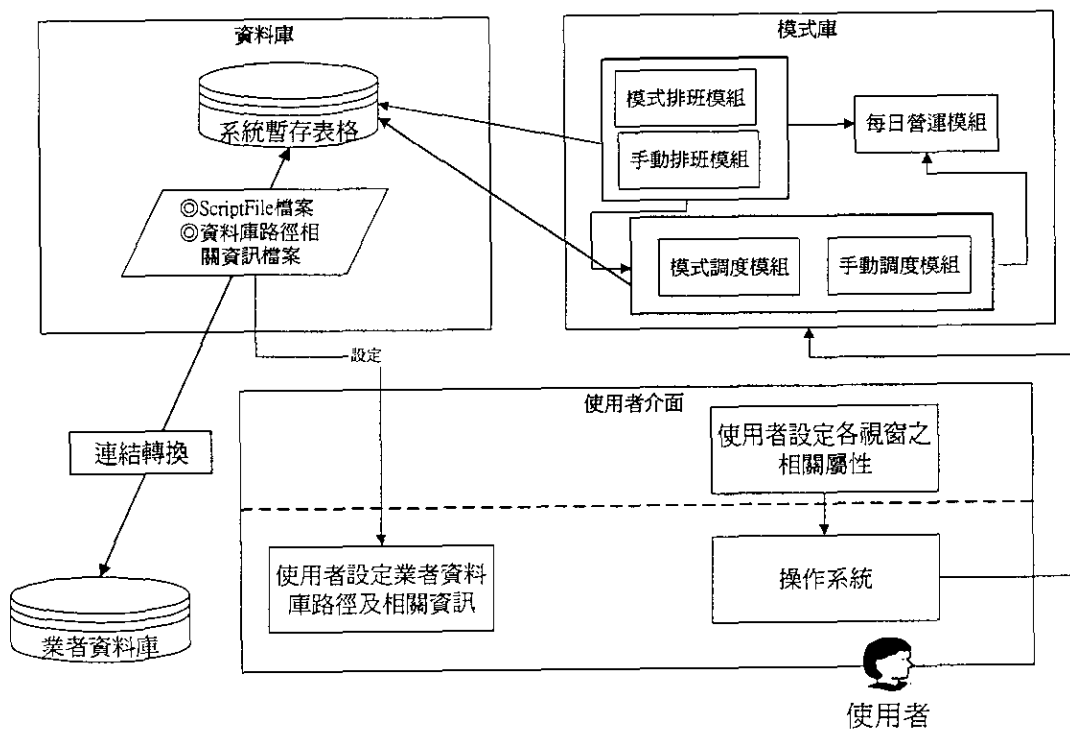 資料庫
系統暫存表格
◎ScriptFile檔案
◎資料庫路徑相
關資訊檔案
設定
連結轉換
業者資料庫
模式庫
模式排班模組
手動排班模組
每日營運模組
模式調度模組
手動調度模組
使用者介面
使用者設定各視窗之
相關屬性
使用者設定業者資料
庫路徑及相關資訊
操作系統
使用者